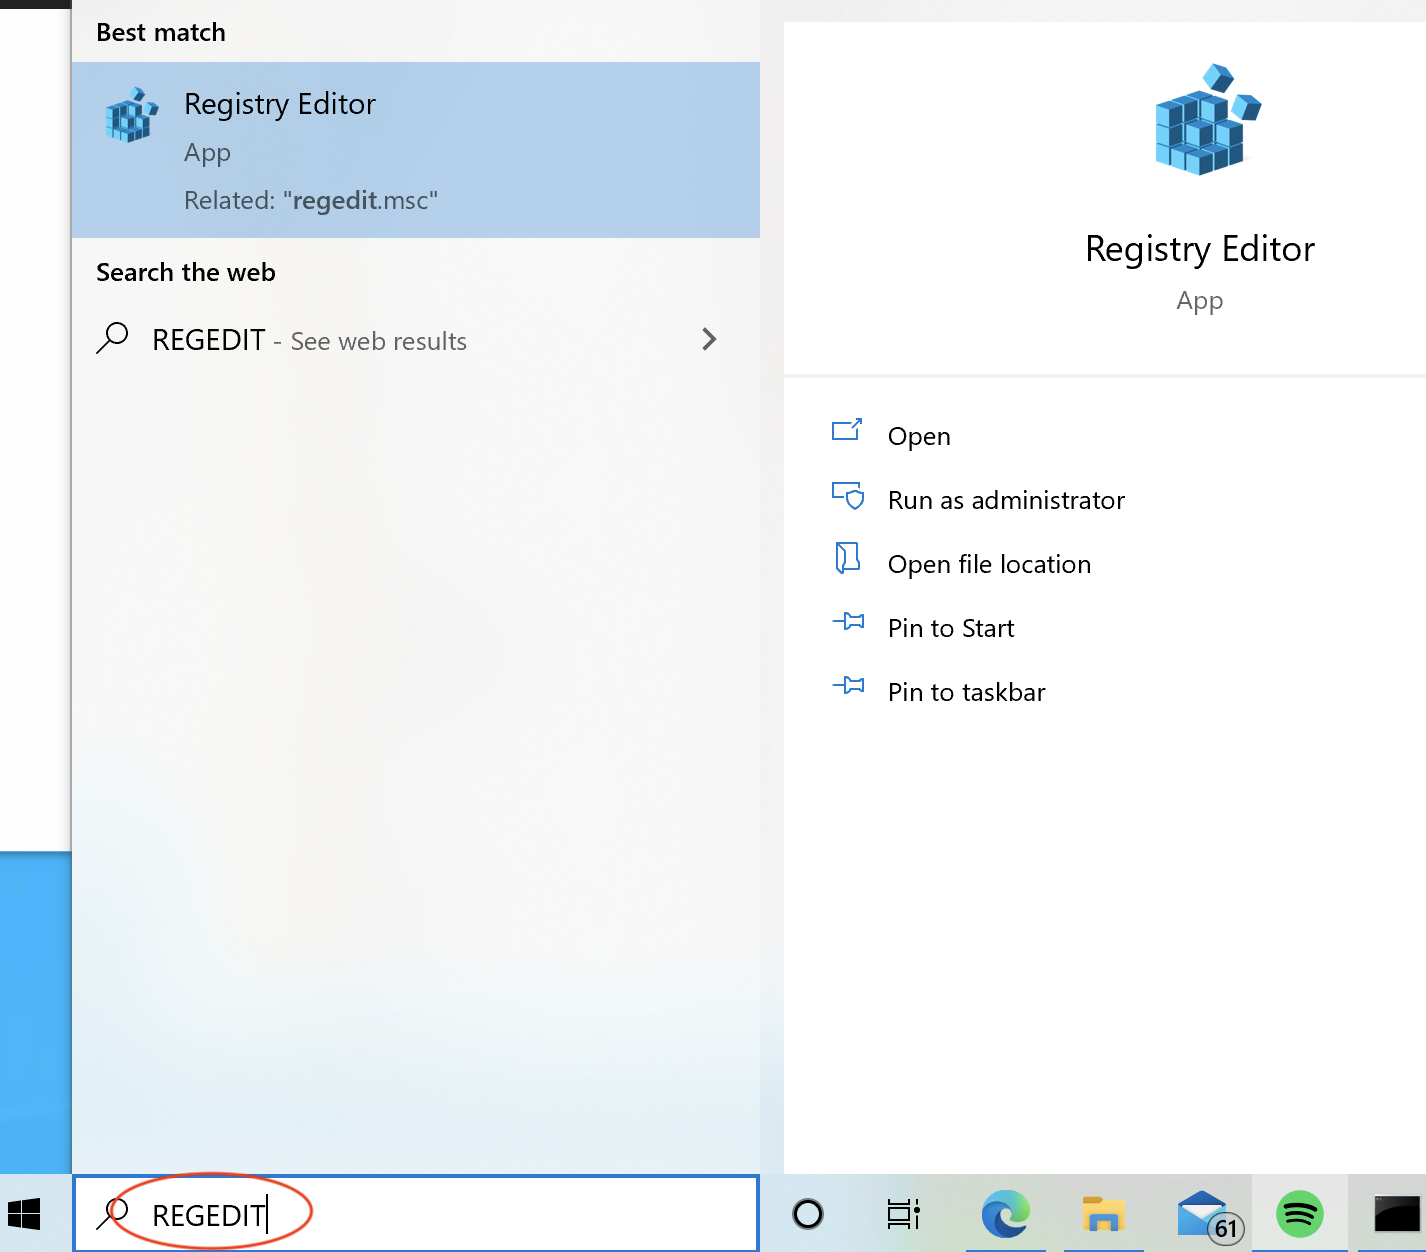 Best match
Registry Editor
App
Related: "regedit.msc"
Search the web
REGEDIT - See web results
Registry Editor
App
Open
Run as administrator
Open file location
Pin to Start
Pin to taskbar
REGEDIT
61